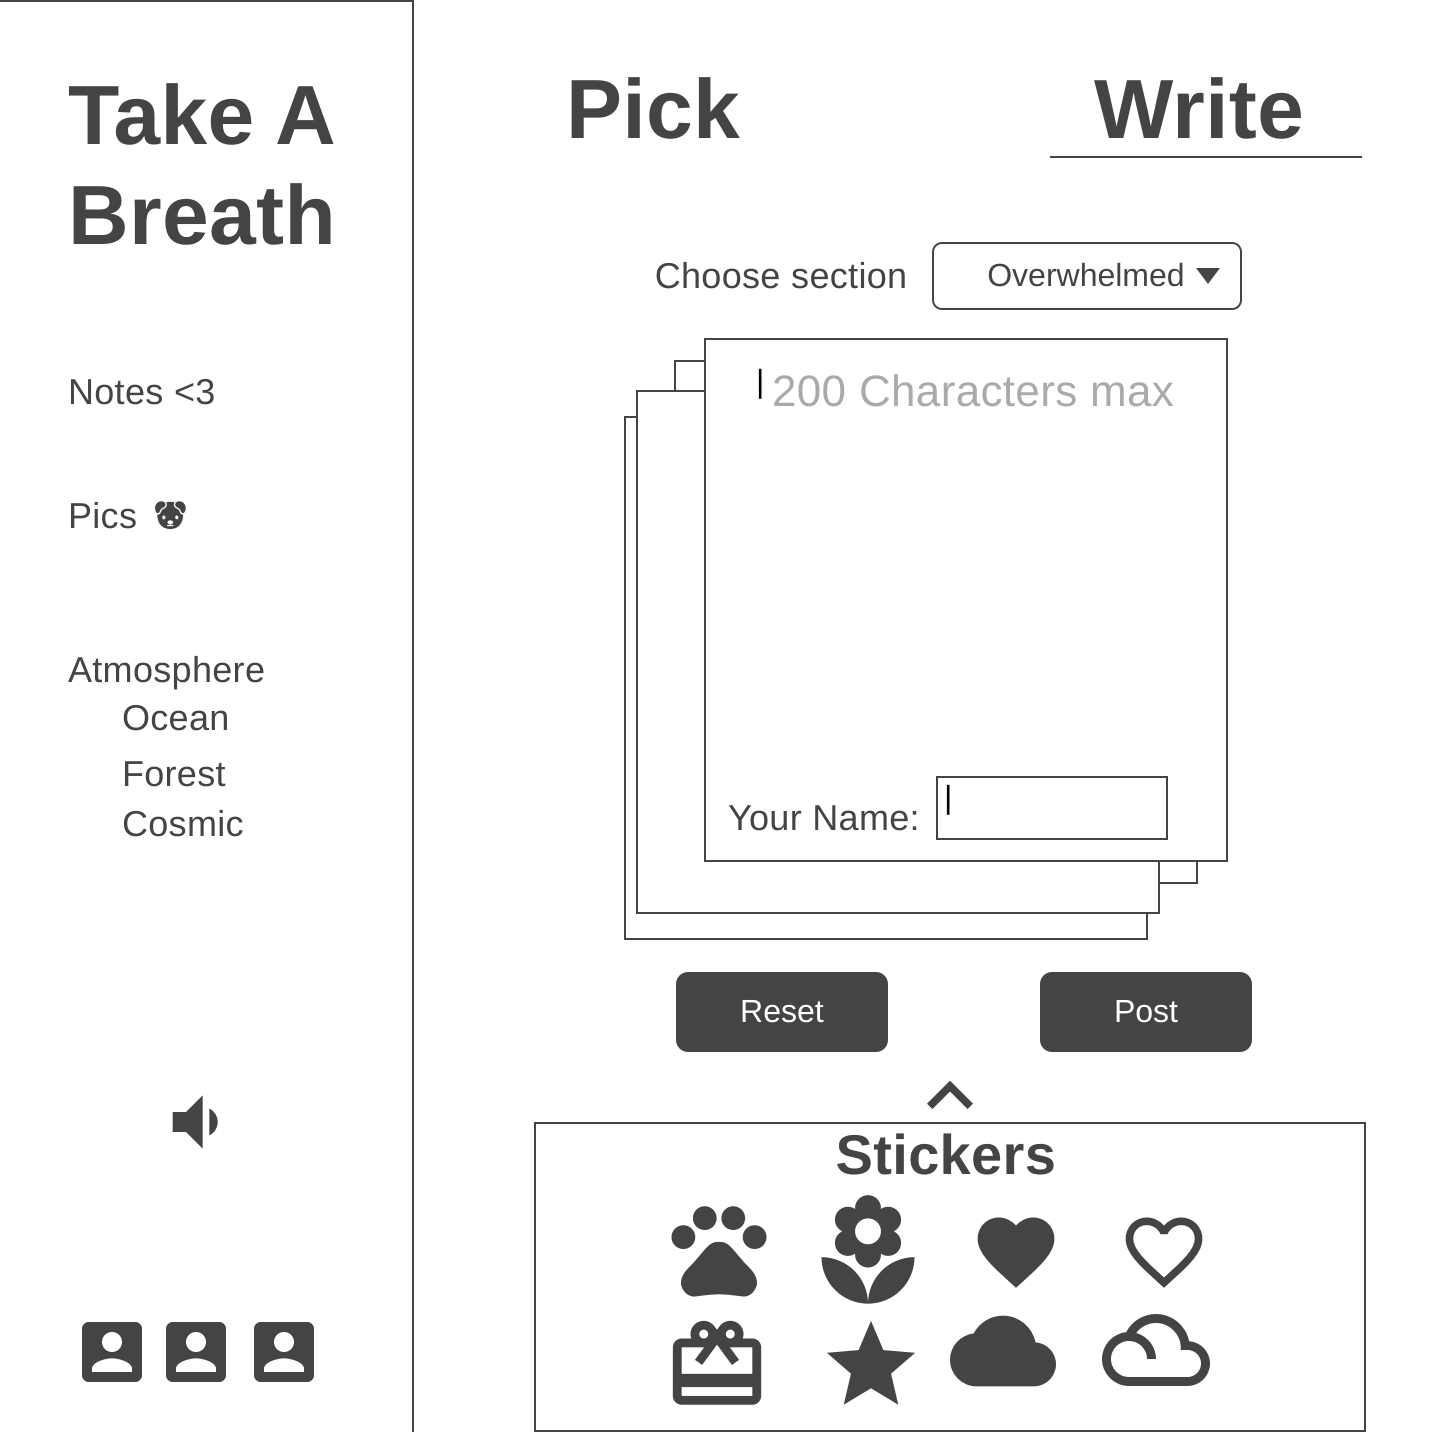 Take A
Breath
Notes <3
Pics
Atmosphere
Ocean
Forest
Cosmic
Pick
Write
Choose section
Overwhelmed
200 Characters max
Your Name:
Reset
Post
Stickers